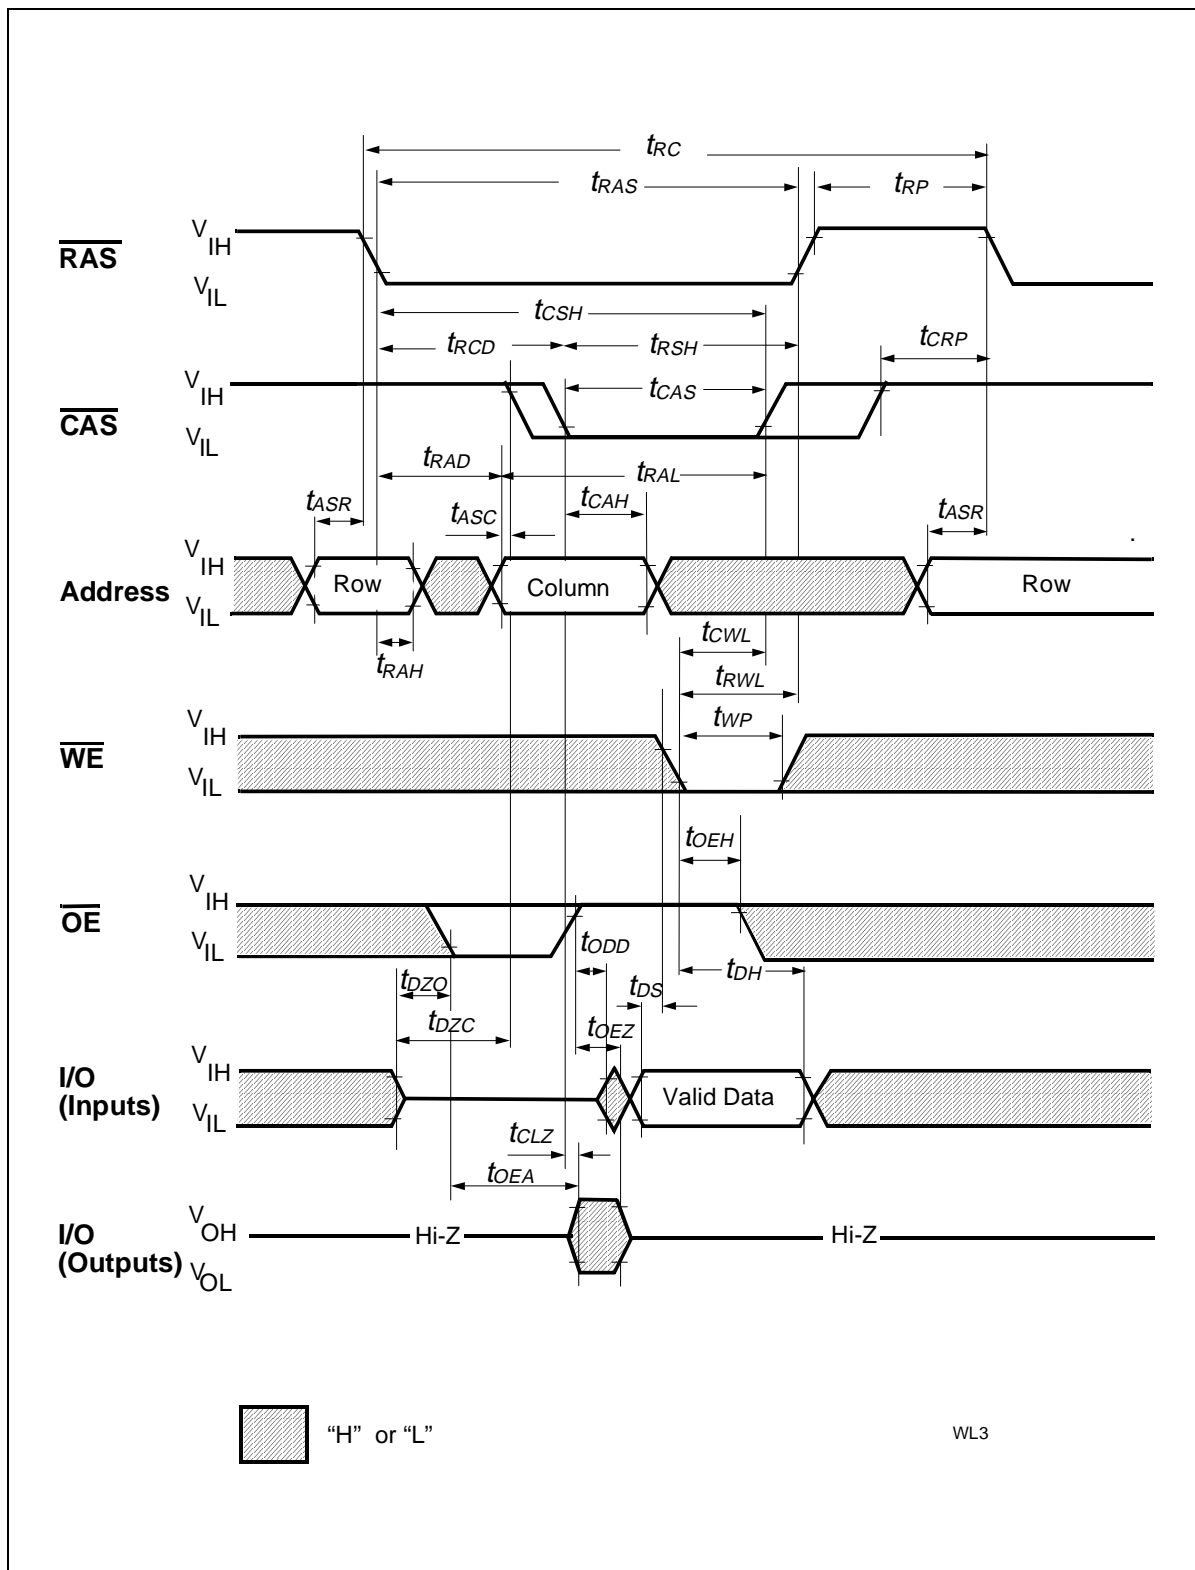 tRC
tRAS
tRP
RAS
VIH
VIL
tCSH
tRCD
tRSH
tCRP
CAS
VIH
VIL
tCAS
tRAD
tRAL
tASR
tASC
tCAH
tASR
Address
VIH
VIL
Row
Column
Row
tRAH
tCWL
tRWL
tWP
WE
VIH
VIL
tOEH
OE
VIH
VIL
tODD
tDZO
tDS
tDH
tDZC
tOEZ
I/O
(Inputs)
VIH
VIL
Valid Data
tCLZ
tOEA
I/O
(Outputs)
VOH
VOL
Hi-Z
Hi-Z
“H” or “L”
WL3